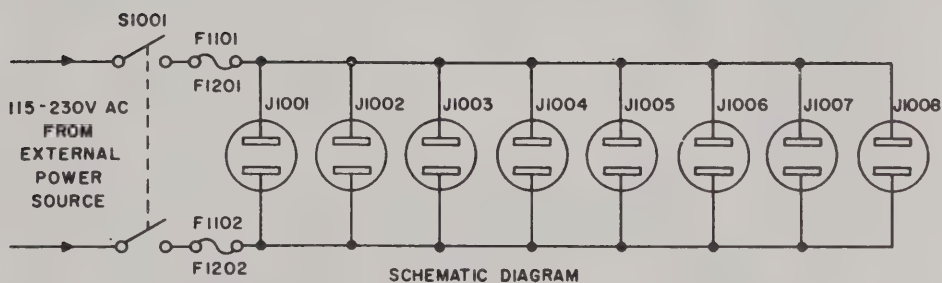 S1001
F1101
F1201
115-230V AC
FROM
EXTERNAL
POWER
SOURCE
J1001
J1002
J1003
J1004
J1005
J1006
J1007
J1008
F1102
F1202
SCHEMATIC DIAGRAM